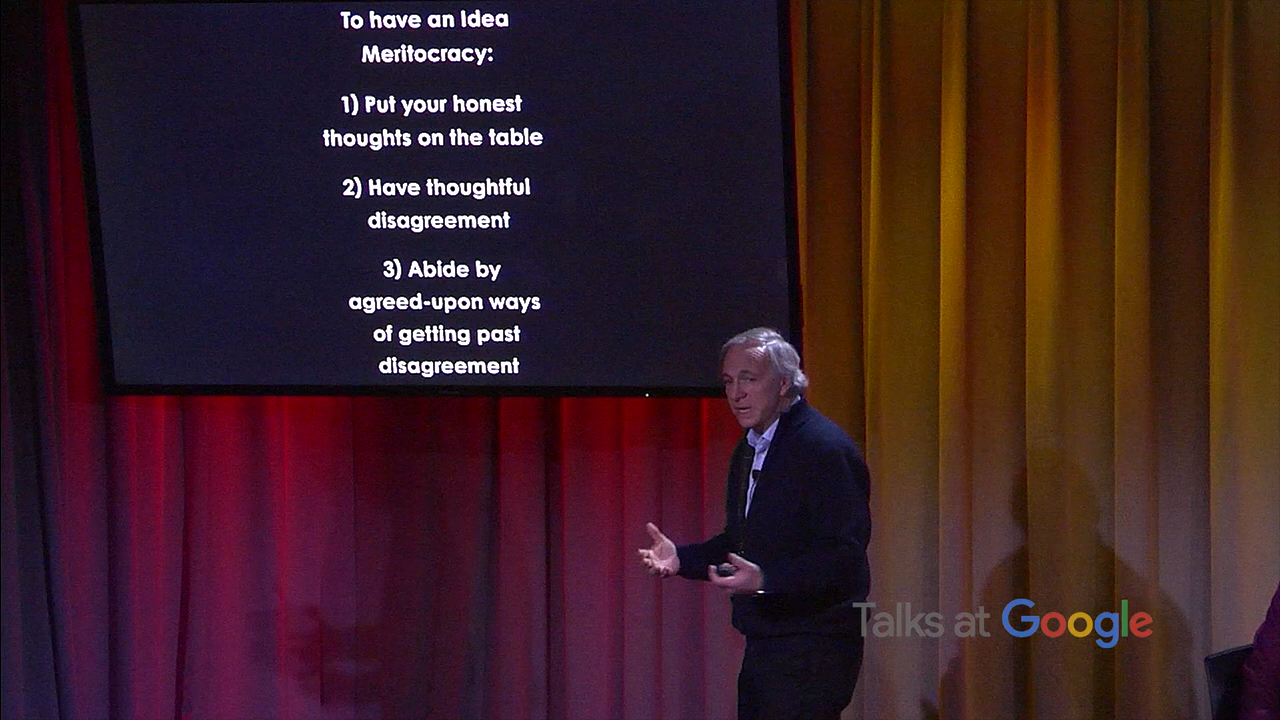 To have an Idea
Meritocracy:
1) Put your honest
thoughts on the table
2) Have thoughtful
disagreement
3) Abide by
agreed-upon ways
of getting past
disagreement
Talks at Google